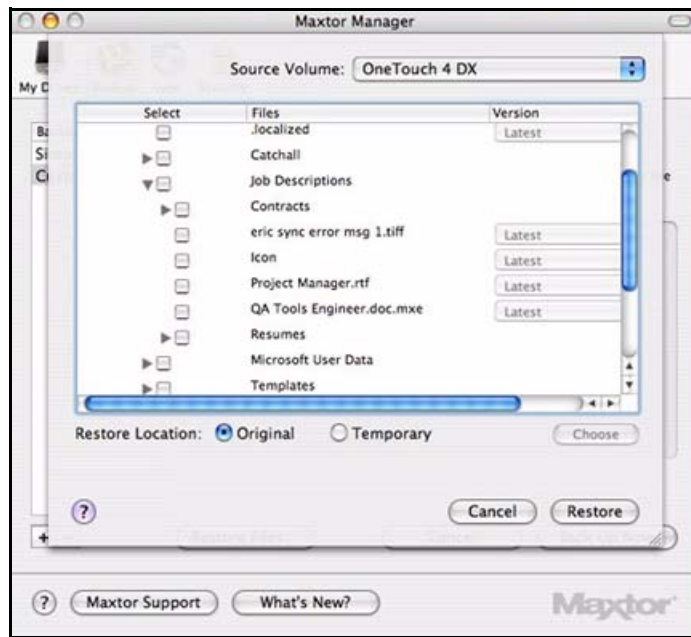 Maxtor Manager
Source Volume: OneTouch 4 DX
My D
Select Files Version
.localized Latest
Catchall
Job Descriptions
Contracts
eric sync error msg 1.tiff Latest
Icon Latest
Project Manager.rtf Latest
QA Tools Engineer.doc.mxe Latest
Resumes
Microsoft User Data
Templates
Restore Location: Original Temporary Choose
? Cancel Restore
+
? Maxtor Support What's New? Maxtor